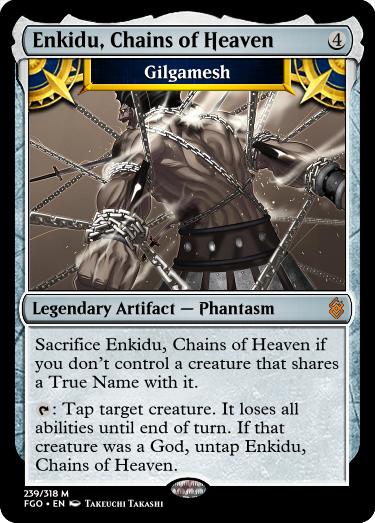 Enkidu, Chains of Heaven 4
Gilgamesh
Legendary Artifact — Phantasm
Sacrifice Enkidu, Chains of Heaven if
you don't control a creature that shares
a True Name with it.
: Tap target creature. It loses all
abilities until end of turn. If that
creature was a God, untap Enkidu,
Chains of Heaven.
239/318 M
FGO • EN Takeuchi Takashi